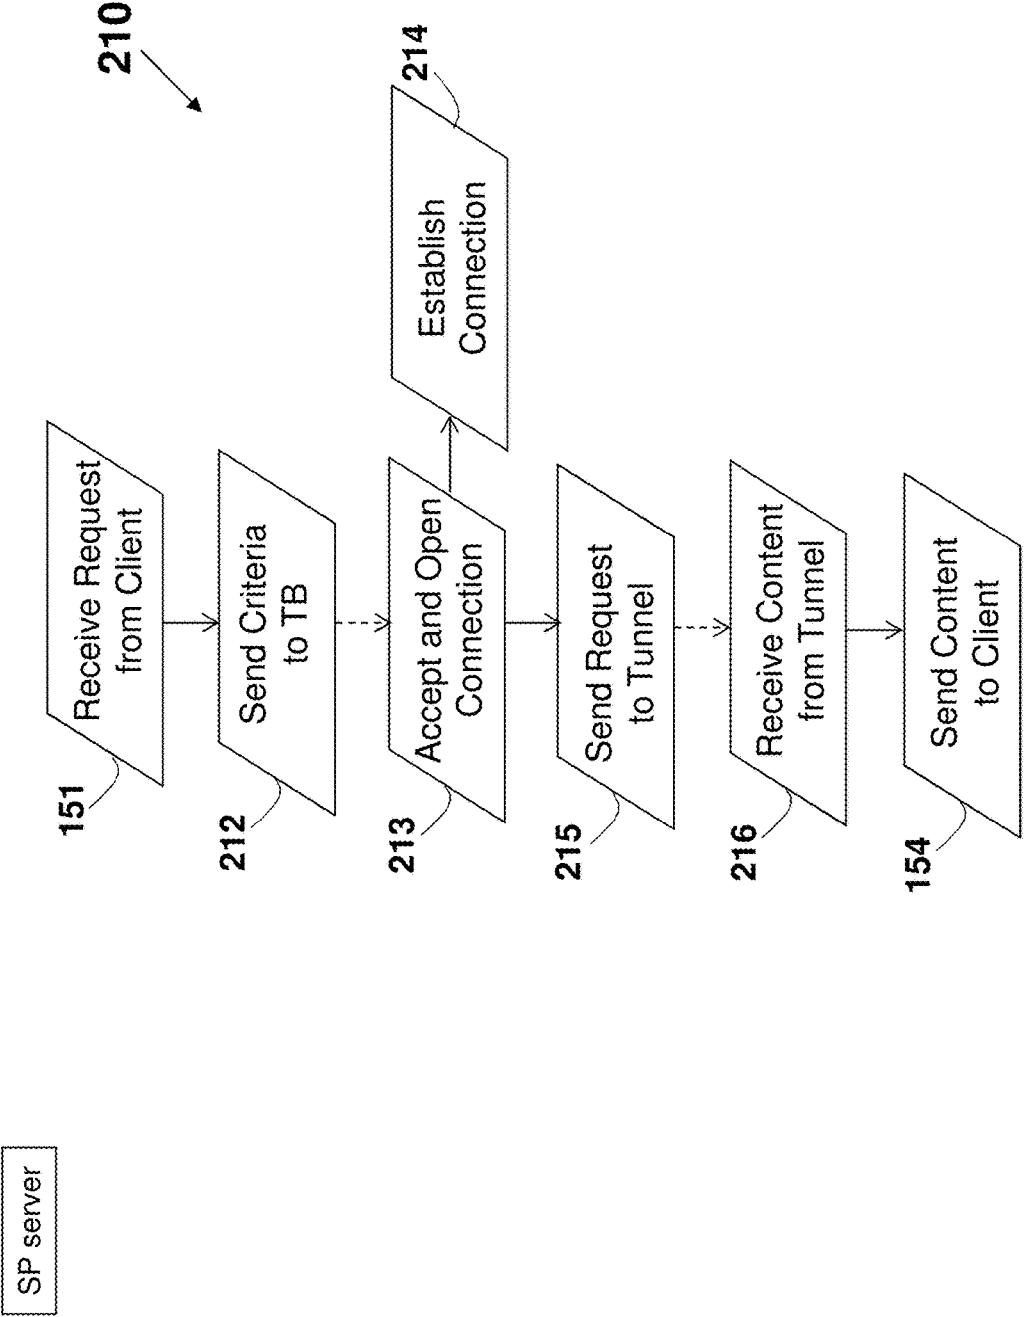 210
SP server
151
Receive Request
from Client
212
Send Criteria
to TB
213
Accept and Open
Connection
214
Establish
Connection
215
Send Request
to Tunnel
216
Receive Content
from Tunnel
154
Send Content
to Client